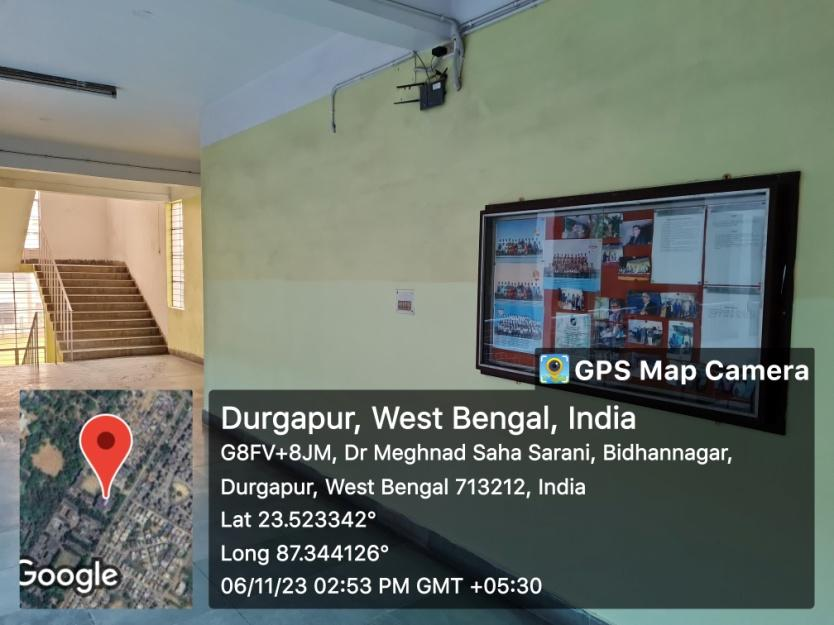 GPS Map Camera
Durgapur, West Bengal, India
G8FV+8JM, Dr Meghnad Saha Sarani, Bidhannagar,
Durgapur, West Bengal 713212, India
Lat 23.523342°
Long 87.344126°
06/11/23 02:53 PM GMT +05:30
Google